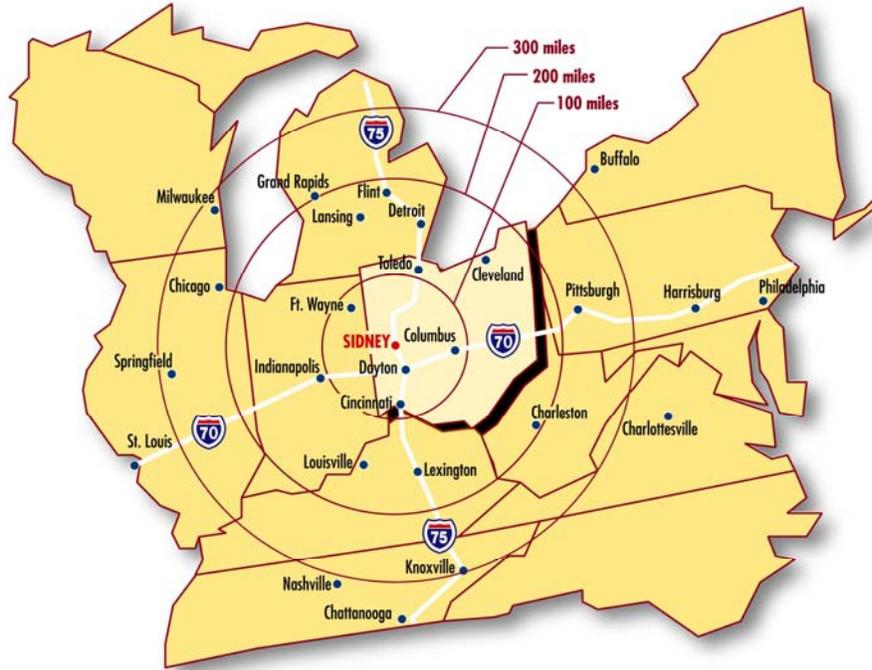 300 miles
200 miles
100 miles
75
Buffalo
Grand Rapids
Flint
Milwaukee
Lansing
Detroit
Toledo
Cleveland
Chicago
Pittsburgh
Harrisburg
Philadelphia
Ft. Wayne
SIDNEY
Columbus
70
Springfield
Indianapolis
Dayton
Cincinnati
Charleston
Charlottesville
70
St. Louis
Louisville
Lexington
75
Knoxville
Nashville
Chattanooga